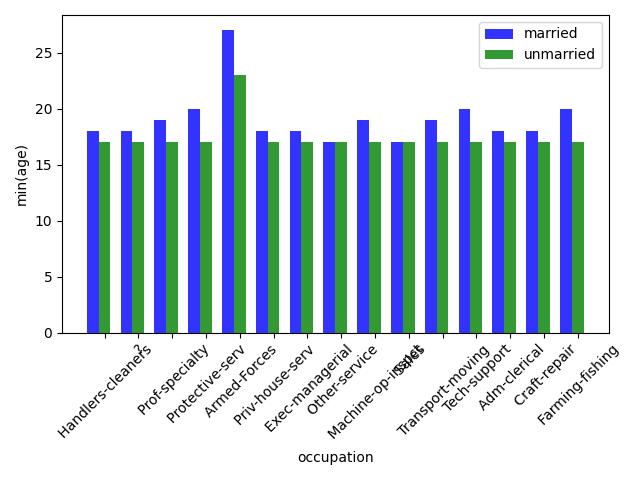 married
unmarried
25
20
15
10
5
0
min(age)
Handlers-cleaners
?
Prof-specialty
Protective-serv
Armed-Forces
Priv-house-serv
Exec-managerial
Other-service
Machine-op-inspct
Sales
Transport-moving
Tech-support
Adm-clerical
Craft-repair
Farming-fishing
occupation